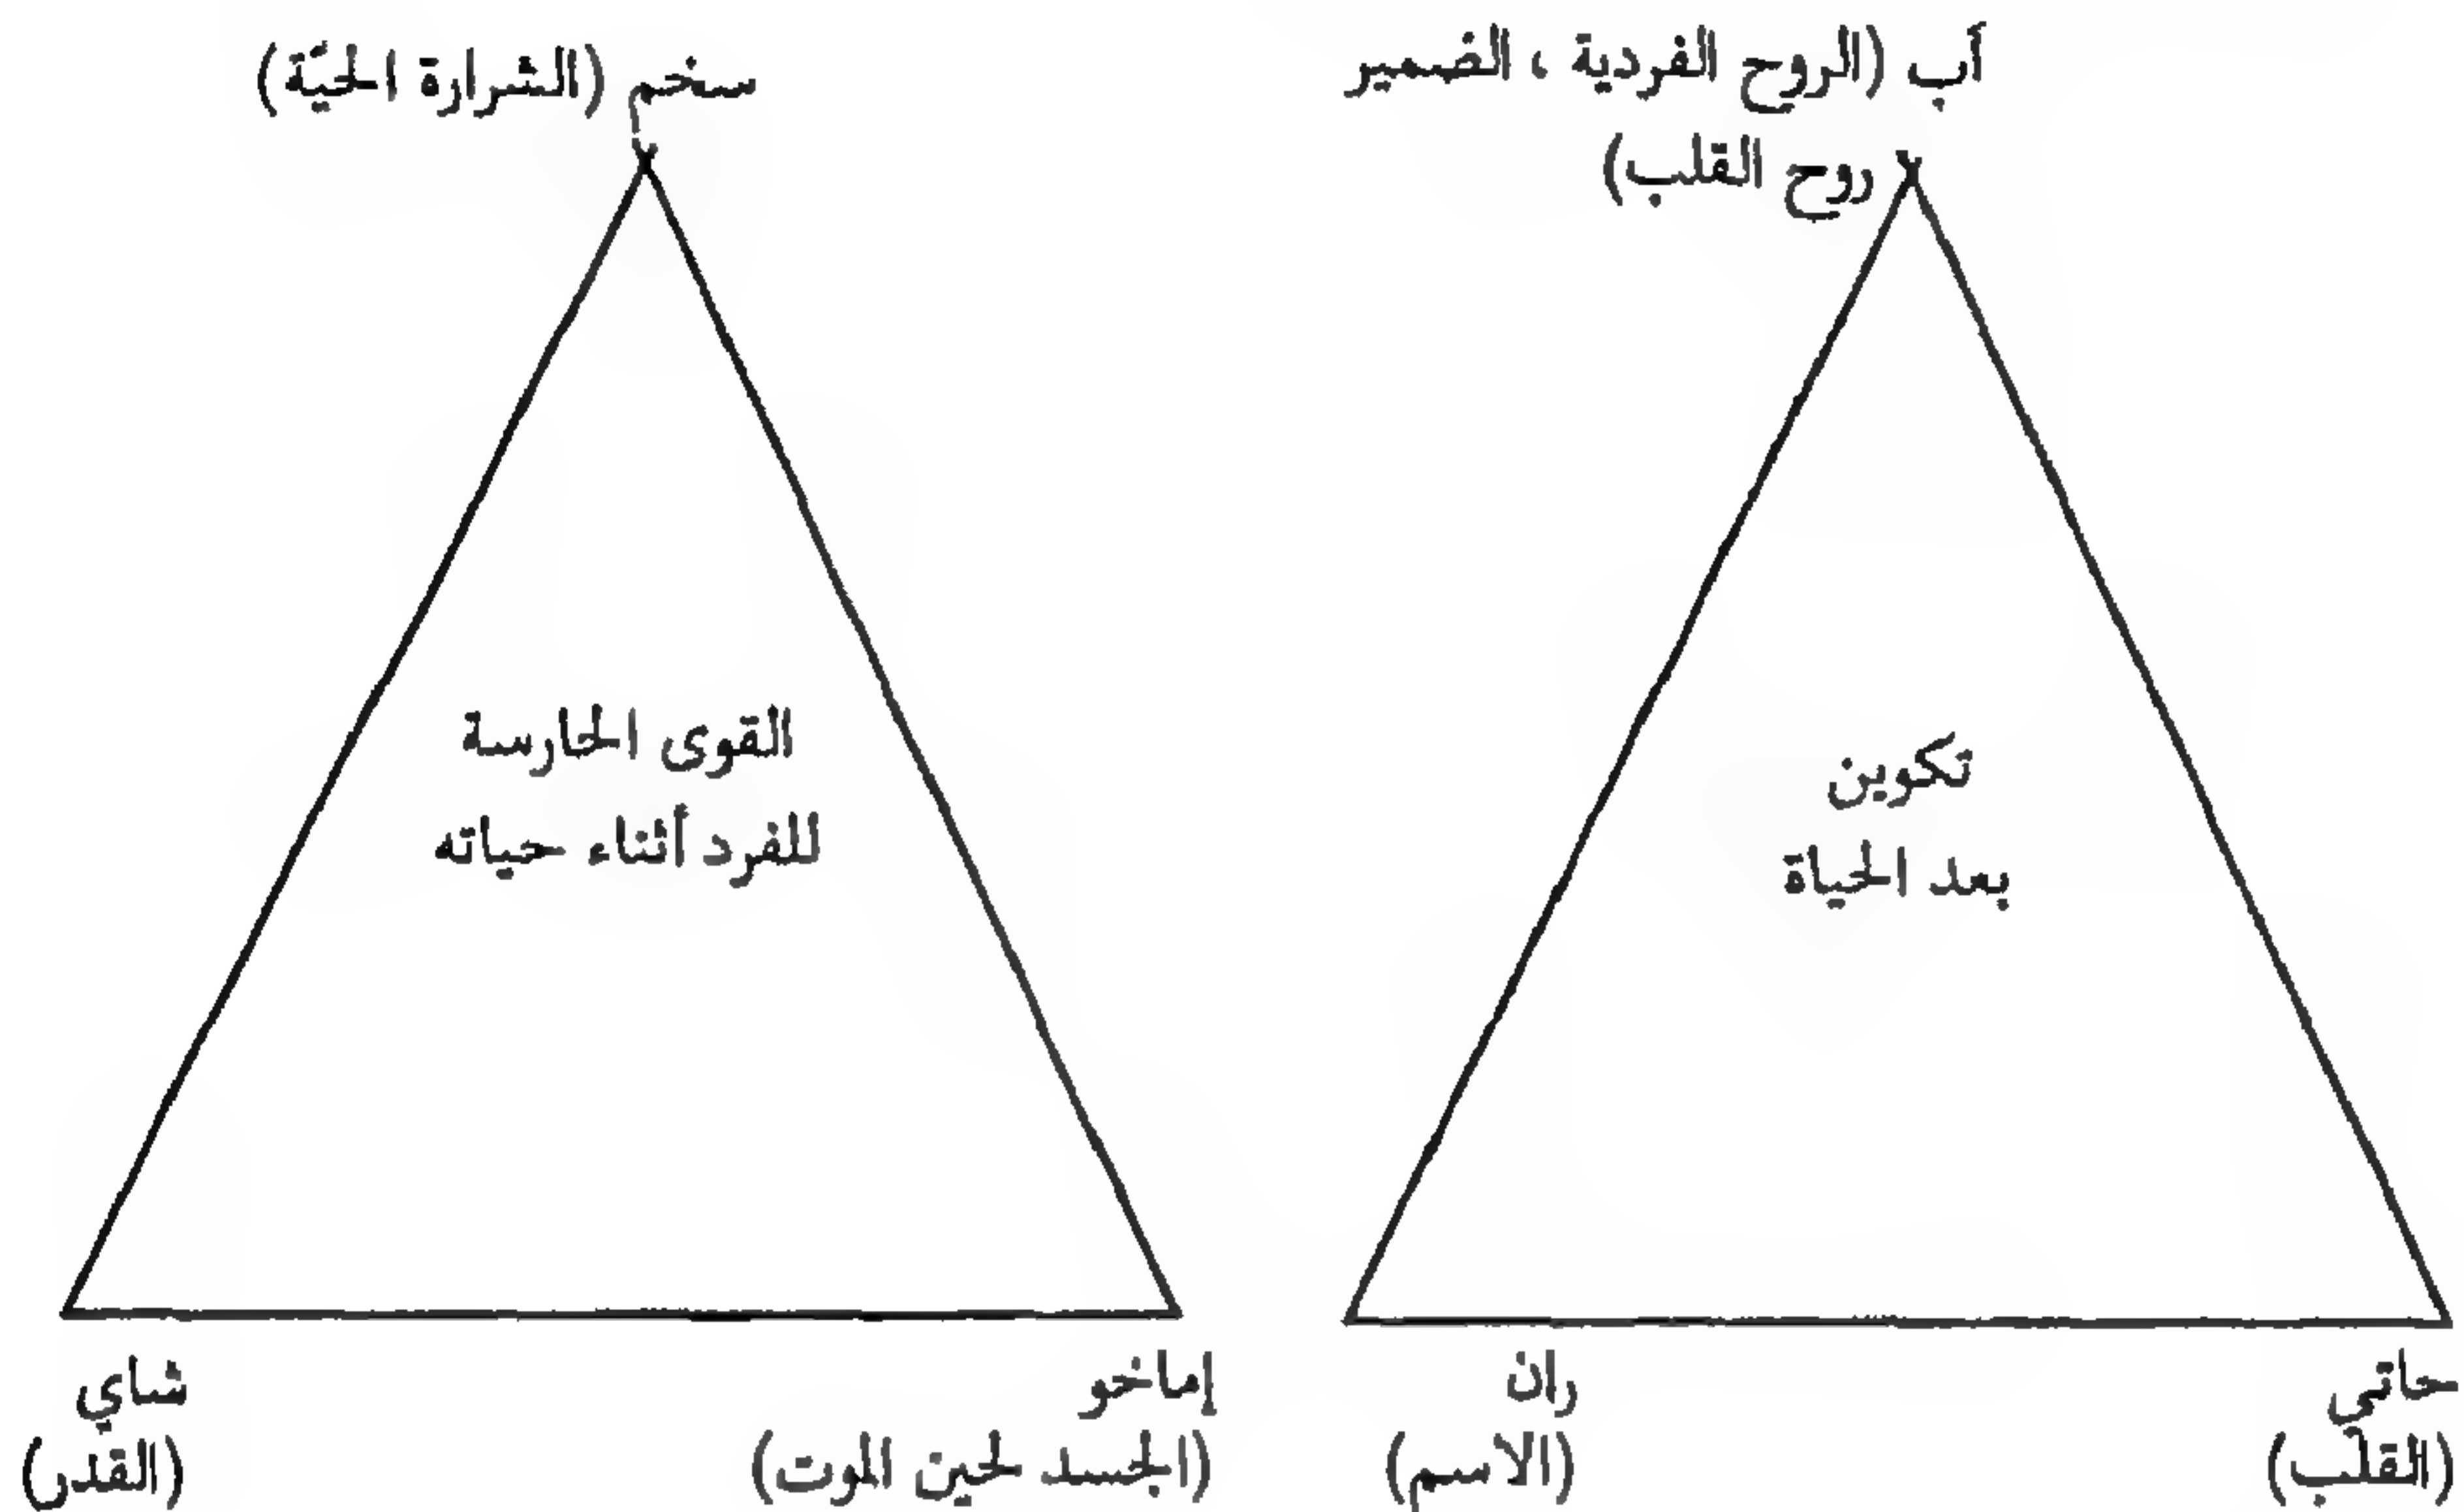 آب (الروح الفردية ، الضمير
روح القلب)
تكوين
بعد الحياة
حاتي
(القلب)
ران
(الاسم)
سخم (الشرارة الحيّة)
القوى الحارسة
للفرد أثناء حياته
إماخو
(الجسد لحين الموت)
شاي
(القدر)